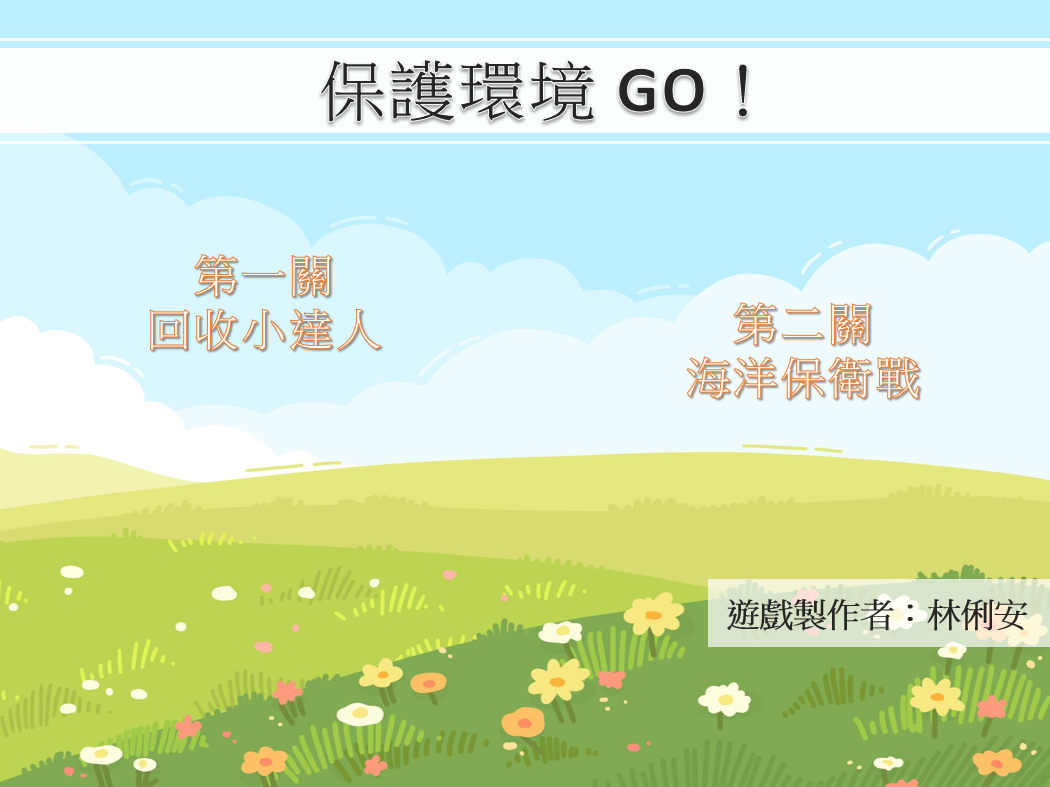 保護環境 GO！
第一關
回收小達人
第二關
海洋保衛戰
遊戲製作者：林俐安